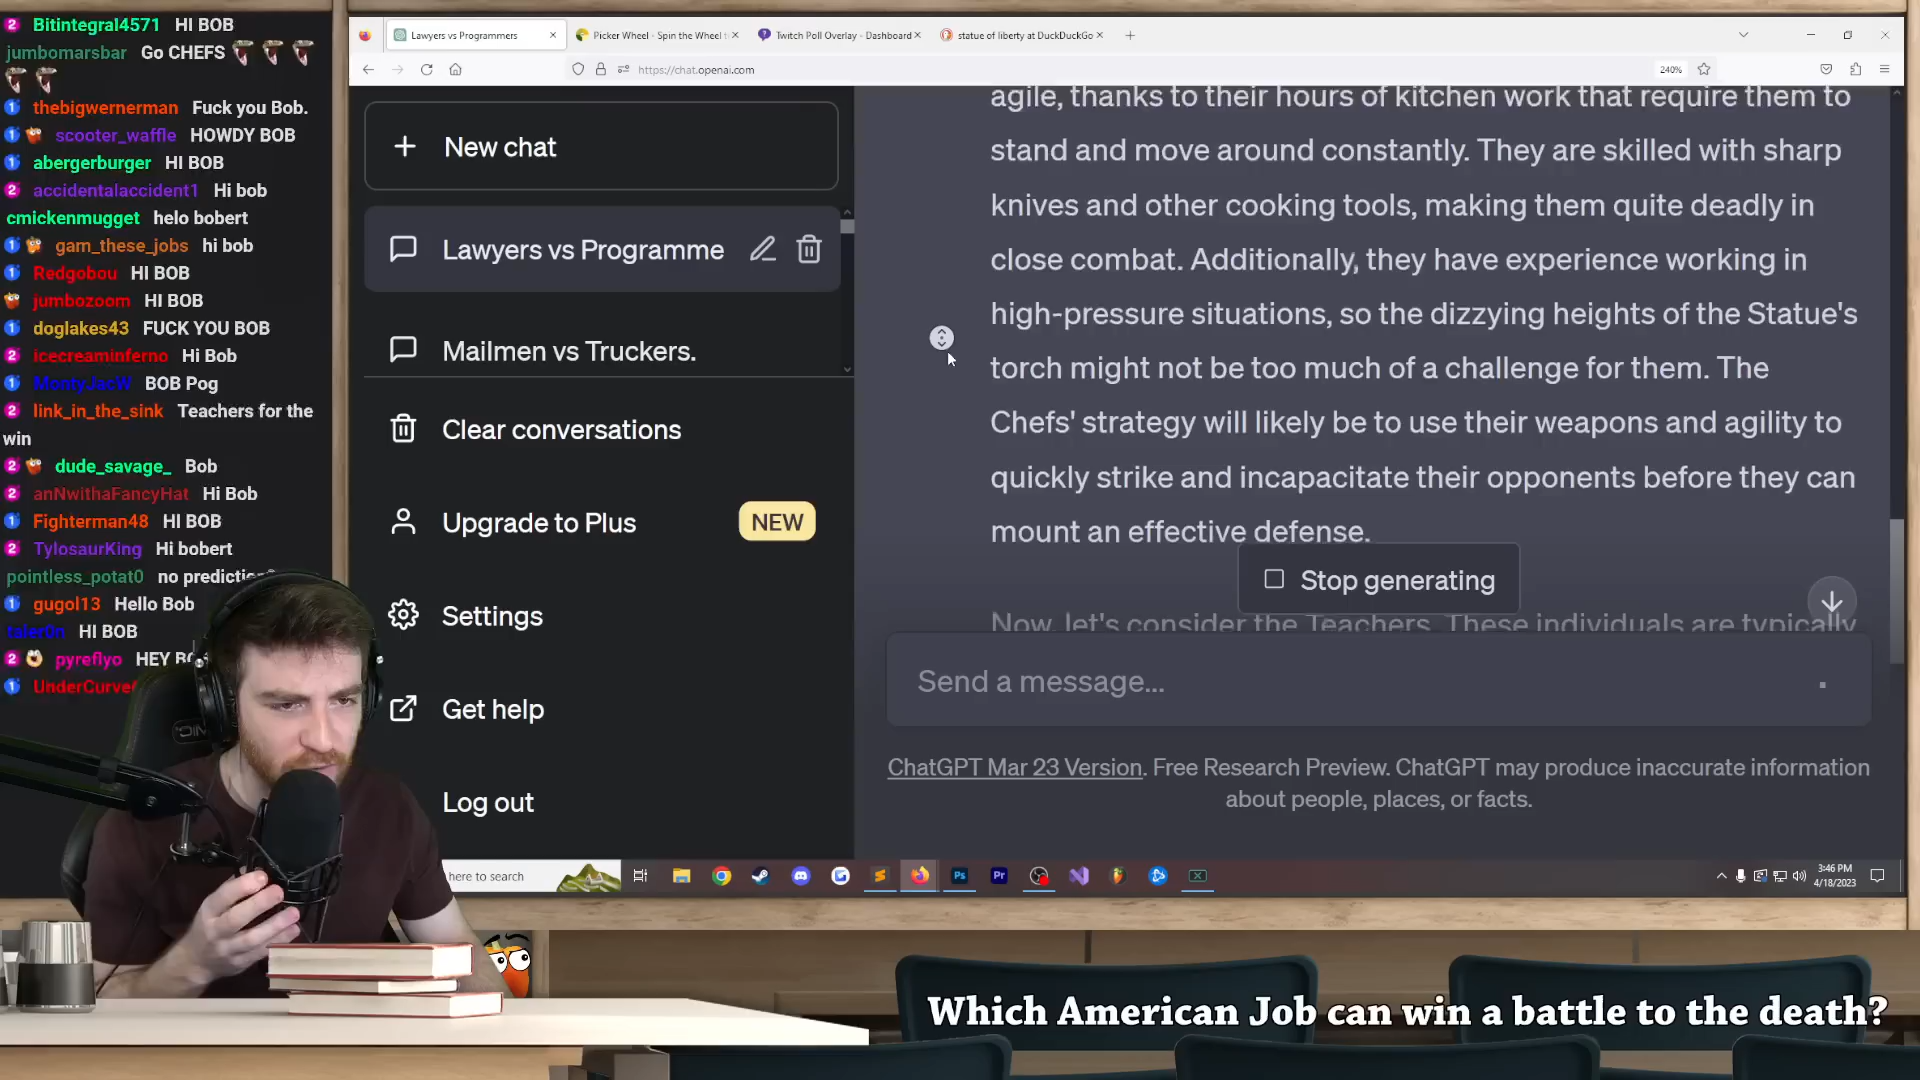 Bitintegral4571 HI BOB
jumbomarsbar Go CHEFS
thebigwernerman Fuck you Bob.
scooter_waffle HOWDY BOB
abergerburger HI BOB
accidentalaccident1 Hi bob
cmickenmugget helo bobert
gam_these_jobs hi bob
Redgobou HI BOB
jumbozoom HI BOB
doglakes43 FUCK YOU BOB
icecreaminferno Hi Bob
MontyJacW BOB Pog
link_in_the_sink Teachers for the
win
dude_savage_ Bob
anNwithaFancyHat Hi Bob
Fighterman48 HI BOB
TylosaurKing Hi bobert
pointless_potat0 no prediction?
gugol13 Hello Bob
taler0n HI BOB
pyreflyo HEY
Lawyers vs Programmers
Picker Wheel - Spin the Wheel
Twitch Poll Overlay - Dashboard
statue of liberty at DuckDuckGo
https://chat.openai.com
240%
New chat
Lawyers vs Programme
Mailmen vs Truckers.
Clear conversations
Upgrade to Plus NEW
Settings
Get help
Log out
agile, thanks to their hours of kitchen work that require them to
stand and move around constantly. They are skilled with sharp
knives and other cooking tools, making them quite deadly in
close combat. Additionally, they have experience working in
high-pressure situations, so the dizzying heights of the Statue's
torch might not be too much of a challenge for them. The
Chefs' strategy will likely be to use their weapons and agility to
quickly strike and incapacitate their opponents before they can
mount an effective defense.
Stop generating
Now, let's consider the Teachers. These individuals are typically
Send a message...
ChatGPT Mar 23 Version. Free Research Preview. ChatGPT may produce inaccurate information
about people, places, or facts.
here to search
Pr
Ps
3:46 PM
4/18/2023
Which American Job can win a battle to the death?